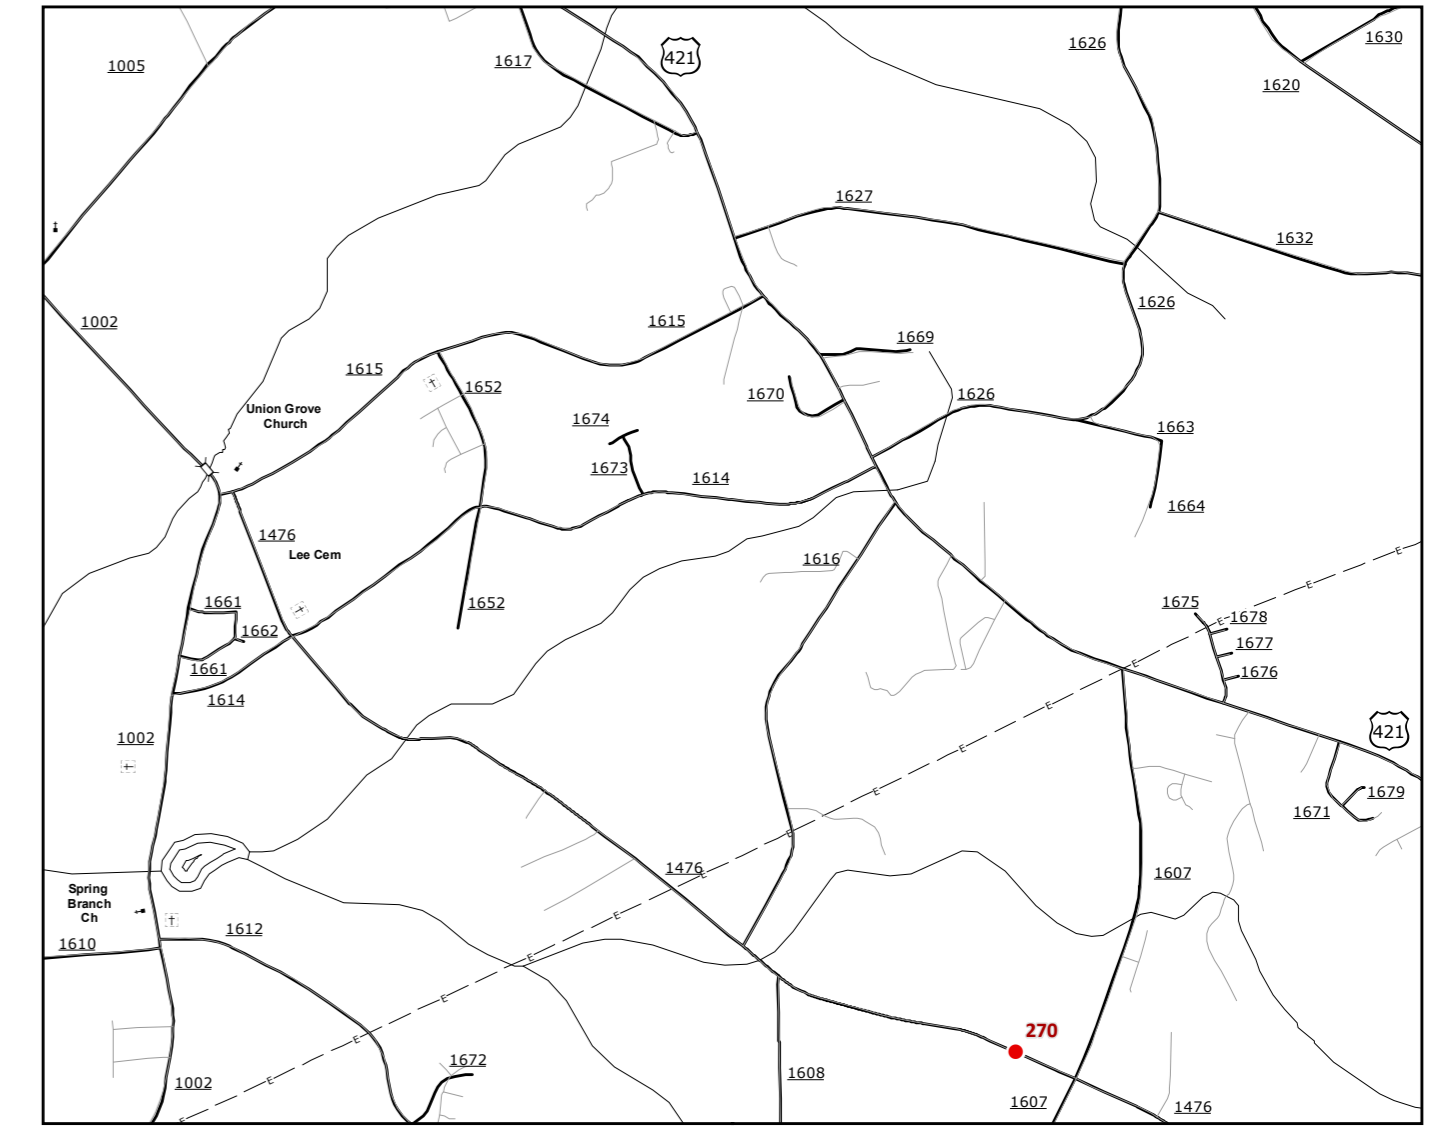 1617
421
1626
1630
1005
1620
1627
1632
1002
1626
1615
1669
1615
1652
1670
1626
Union Grove
Church
1674
1663
1673
1614
1664
1476
Lee Cem
1616
1661
1652
1675
1678
1662
E
1677
1661
E
1676
1614
E
E
E
421
1002
E
E
1679
1671
E
1476
E
1607
Spring
Branch
Ch
E
1612
1610
E
E
270
E
1672
1608
E
1002
1607
1476
E